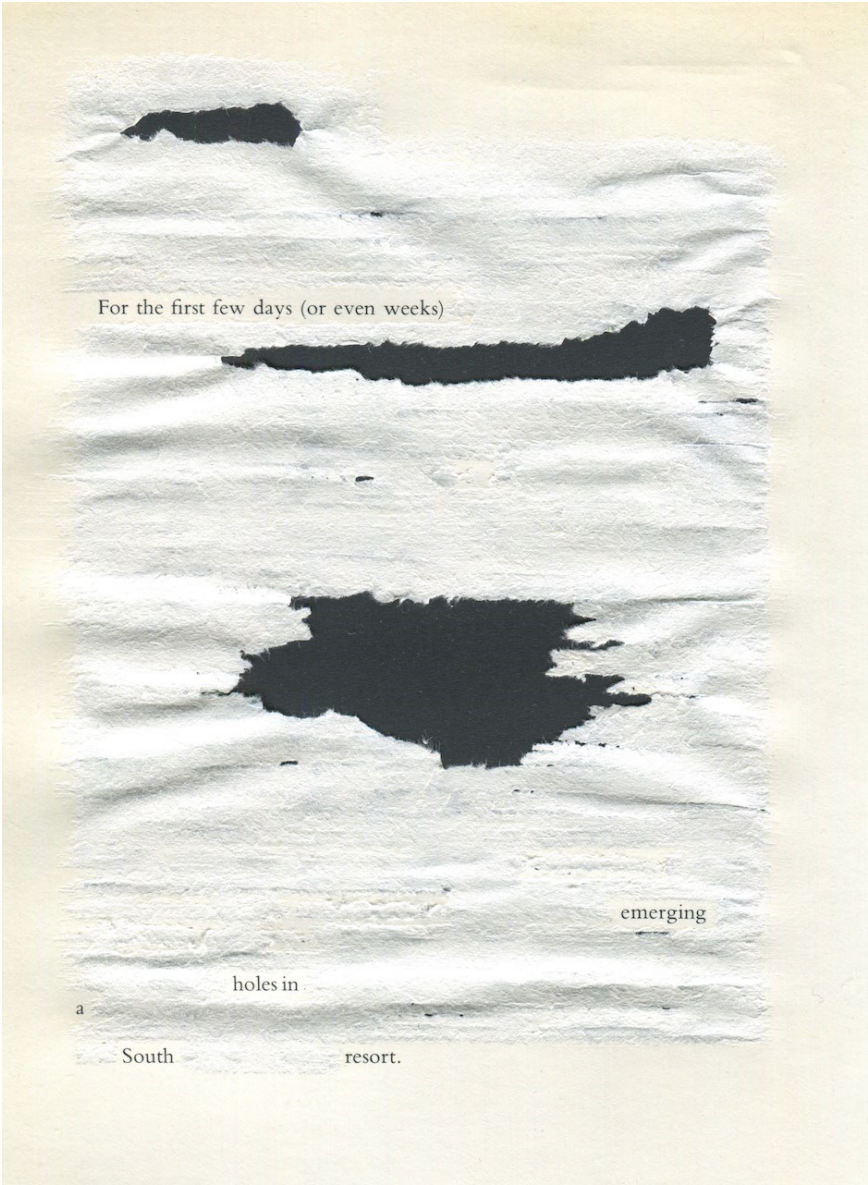 For the first few days (or even weeks)
emerging
holes in
a
South resort.